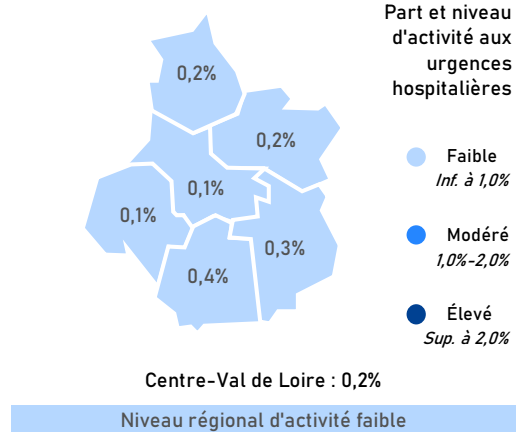 Part et niveau
d'activité aux
urgences
hospitalières
0,2%
0,2%
0,1%
0,1%
0,3%
0,4%
Faible
Inf. à 1,0%
Modéré
1,0%-2,0%
Élevé
Sup. à 2,0%
Centre-Val de Loire : 0,2%
Niveau régional d'activité faible